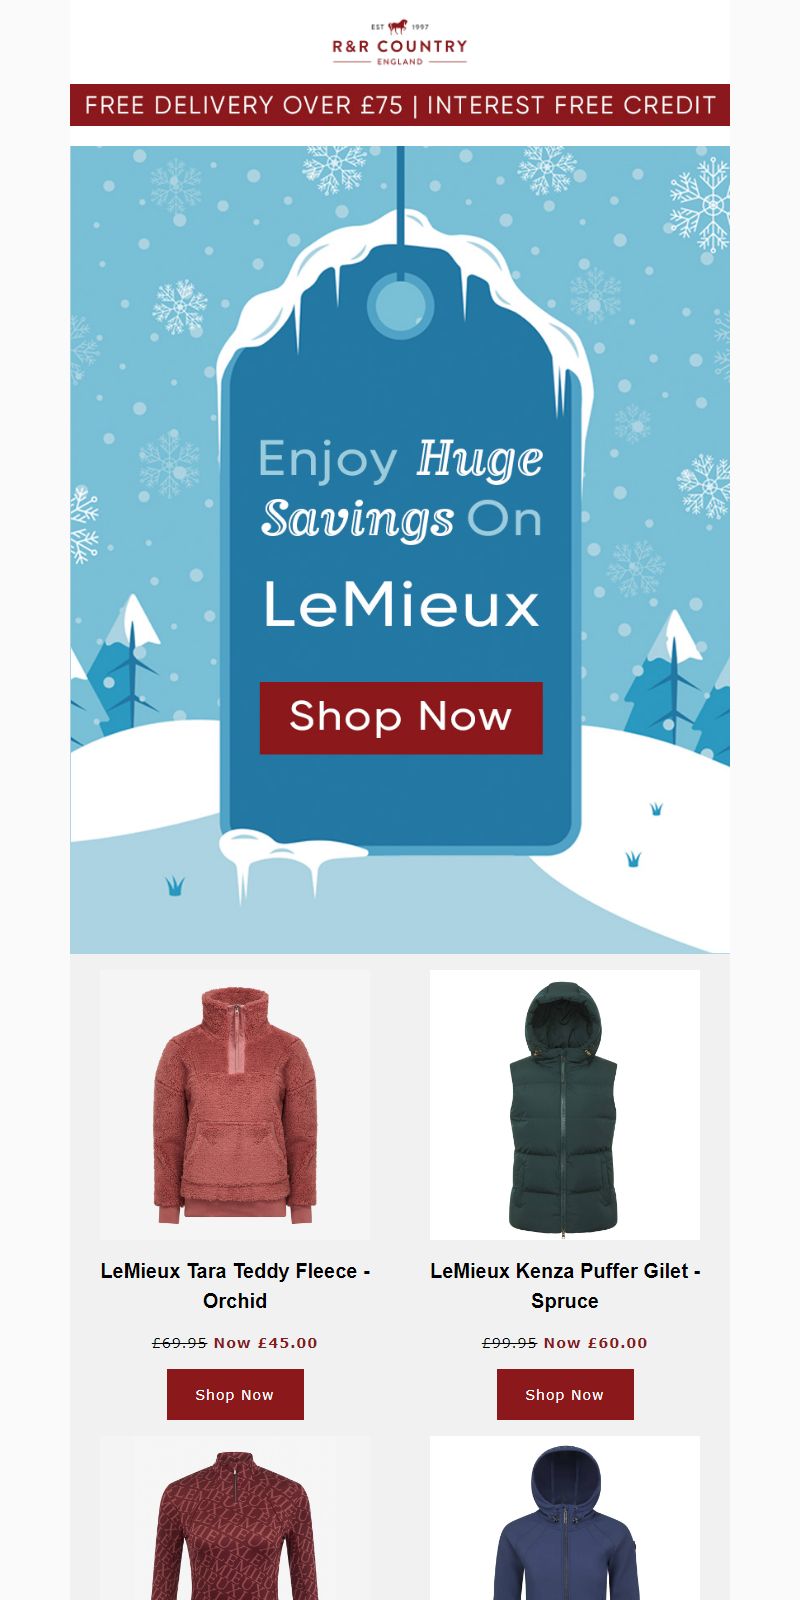 EST 1997
R&R COUNTRY
ENGLAND
FREE DELIVERY OVER £75 | INTEREST FREE CREDIT
Enjoy Huge
Savings On
LeMieux
Shop Now
LeMieux Tara Teddy Fleece -
Orchid
£69.95 Now £45.00
Shop Now
LeMieux Kenza Puffer Gilet -
Spruce
£99.95 Now £60.00
Shop Now